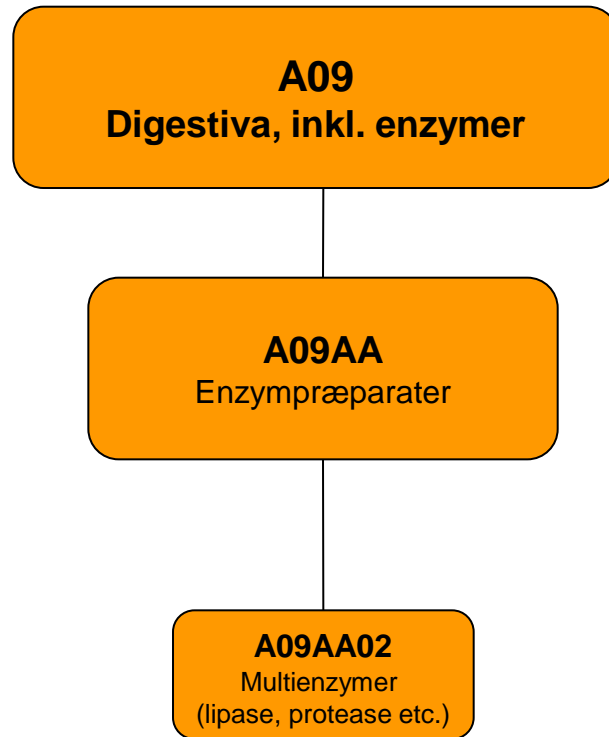 A09
Digestiva, inkl. enzymer
A09AA
Enzympræparater
A09AA02
Multienzymer
(lipase, protease etc.)